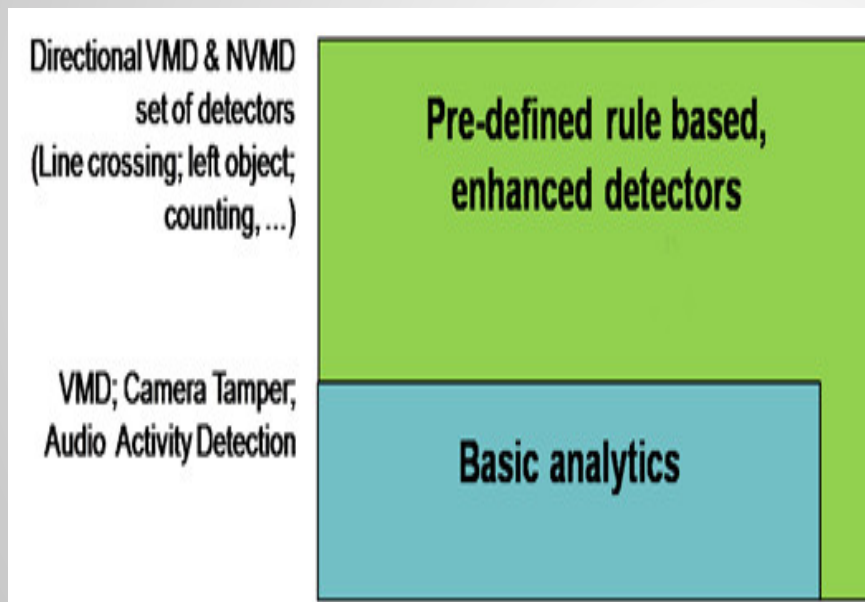 Directional VMD & NVMD
set of detectors
(Line crossing; left object;
counting, ...)
Pre-defined rule based,
enhanced detectors
VMD; Camera Tamper;
Audio Activity Detection
Basic analytics